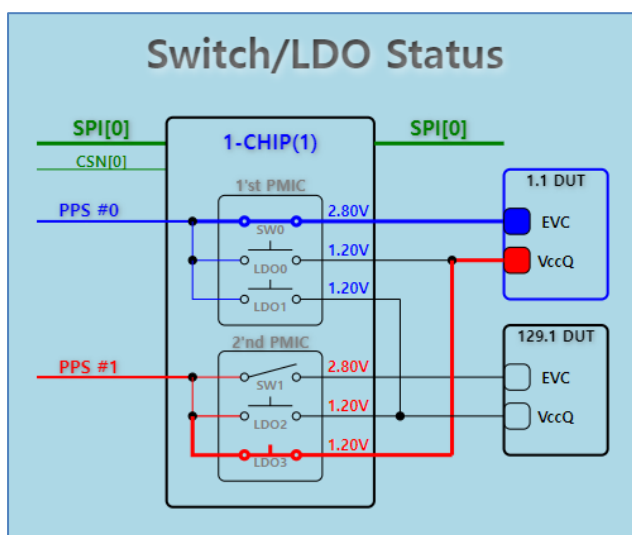 Switch/LDO Status
SPI[0]
SPI[0]
CSN[0]
1-CHIP(1)
1'st PMIC
PPS #0
2.80V
SW0
1.20V
LDO0
1.20V
LDO1
1.1 DUT
EVC
VccQ
2'nd PMIC
PPS #1
2.80V
SW1
1.20V
LDO2
1.20V
LDO3
129.1 DUT
EVC
VccQ